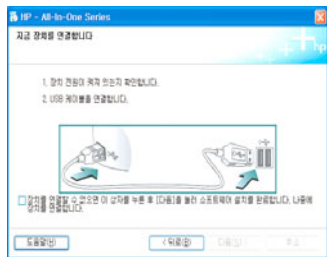 HP - All-In-One Series
지금 장치를 연결합니다
hp
1. 장치 전원이 켜져 있는지 확인합니다.
2. USB 케이블을 연결합니다.
장치를 연결할 수 없으면 이 상자를 누른 후 [다음]을 눌러 소프트웨어 설치를 완료합니다. 나중에
장치를 연결합니다.
도움말(H)
< 뒤로(B)
다음(N) >
취소